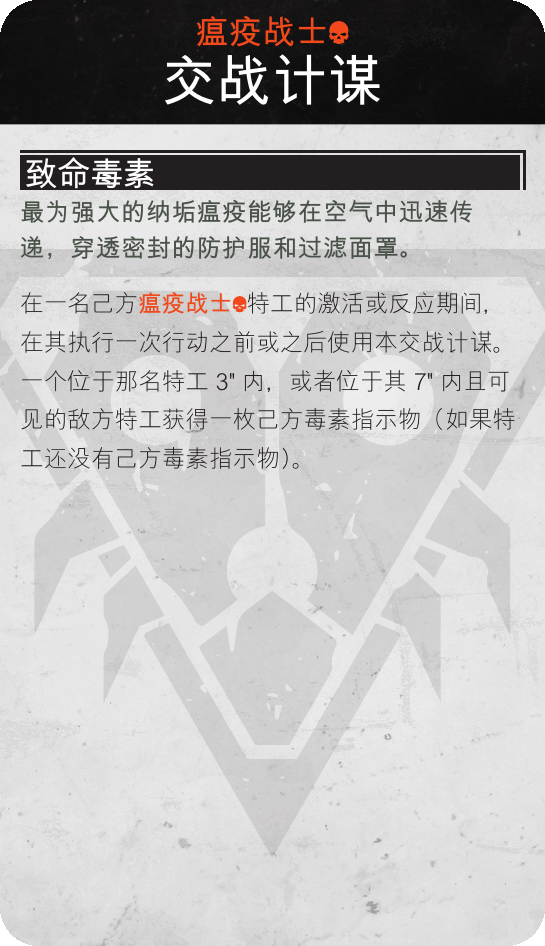 瘟疫战士
交战计谋
致命毒素
最为强大的纳垢瘟疫能够在空气中迅速传
递，穿透密封的防护服和过滤面罩。
在一名己方瘟疫战士特工的激活或反应期间，
在其执行一次行动之前或之后使用本交战计谋。
一个位于那名特工 3" 内，或者位于其 7" 内且可
见的敌方特工获得一枚己方毒素指示物（如果特
工还没有己方毒素指示物）。